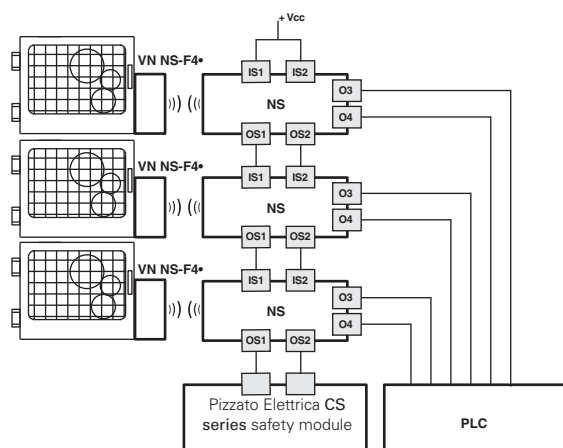 + Vcc
VN NS-F4•
IS1 IS2
NS
O3
O4
OS1 OS2
VN NS-F4•
IS1 IS2
NS
O3
O4
OS1 OS2
VN NS-F4•
IS1 IS2
NS
O3
O4
OS1 OS2
Pizzato Elettrica CS
series safety module
PLC